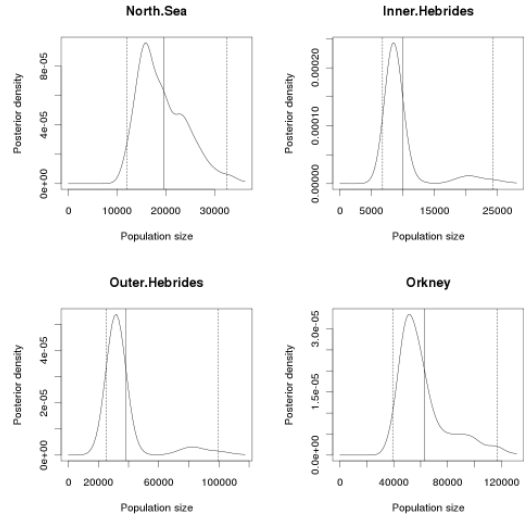 North.Sea
Posterior density
0e+00 4e-05 8e-05
0 10000 20000 30000
Population size
Inner.Hebrides
Posterior density
0.00000 0.00010 0.00020
0 5000 15000 25000
Population size
Outer.Hebrides
Posterior density
0e+00 2e-05 4e-05
0 20000 60000 100000
Population size
Orkney
Posterior density
0.0e+00 1.5e-05 3.0e-05
0 40000 80000 120000
Population size